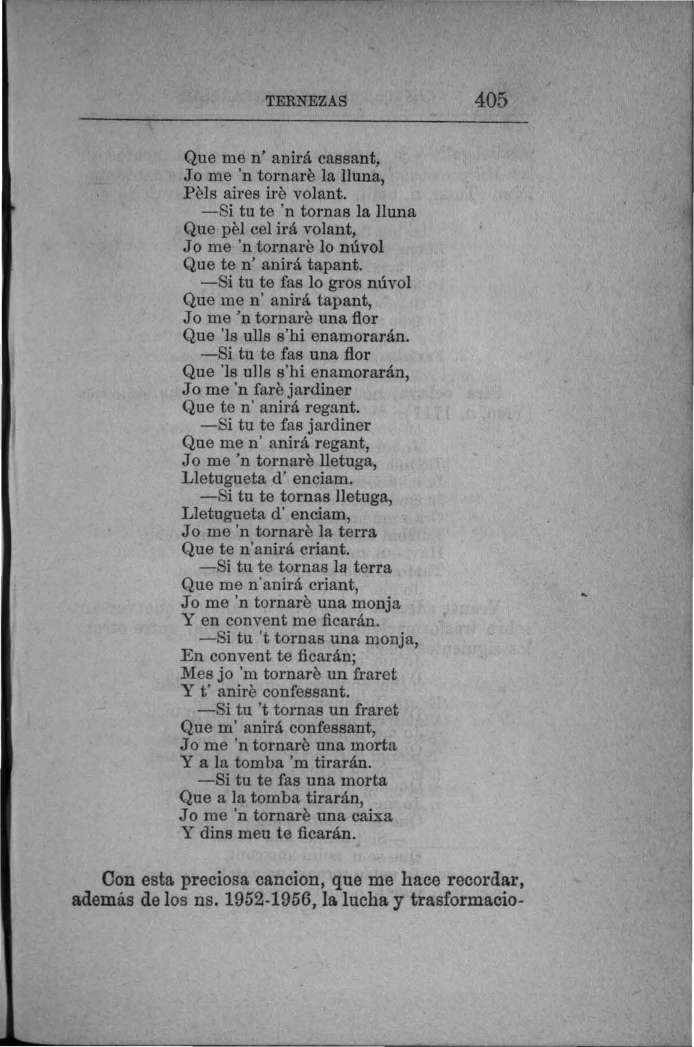 TERNEZAS 405
Que me n' anirá cassant,
Jo me 'n tornarè la lluna,
Pèls aires irè volant.
—Si tu te 'n tornas la lluna
Que pèl cel irá volant,
Jo me 'n tornarè lo núvol
Que te n' anirá tapant.
—Si tu te fas lo gros núvol
Que me n' anirá tapant,
Jo me 'n tornarè una flor
Que 'ls ulls s'hi enamorarán.
—Si tu te fas una flor
Que 'ls ulls s'hi enamorarán,
Jo me 'n farè jardiner
Que te n' anirá regant.
—Si tu te fas jardiner
Que me n' anirá regant,
Jo me 'n tornarè lletuga,
Lletugueta d' enciam.
—Si tu te tornas lletuga,
Lletugueta d' enciam,
Jo me 'n tornarè la terra
Que te n'anirá criant.
—Si tu te tornas la terra
Que me n'anirá criant,
Jo me 'n tornarè una monja
Y en convent me ficarán.
—Si tu 't tornas una monja,
En convent te ficarán;
Mes jo 'm tornarè un fraret
Y t' anirè confessant.
—Si tu 't tornas un fraret
Que m' anirá confessant,
Jo me 'n tornarè una morta
Y a la tomba 'm tirarán.
—Si tu te fas una morta
Que a la tomba tirarán,
Jo me 'n tornarè una caixa
Y dins meu te ficarán.
Con esta preciosa cancion, que me hace recordar,
además de los ns. 1952-1956, la lucha y trasformacio-